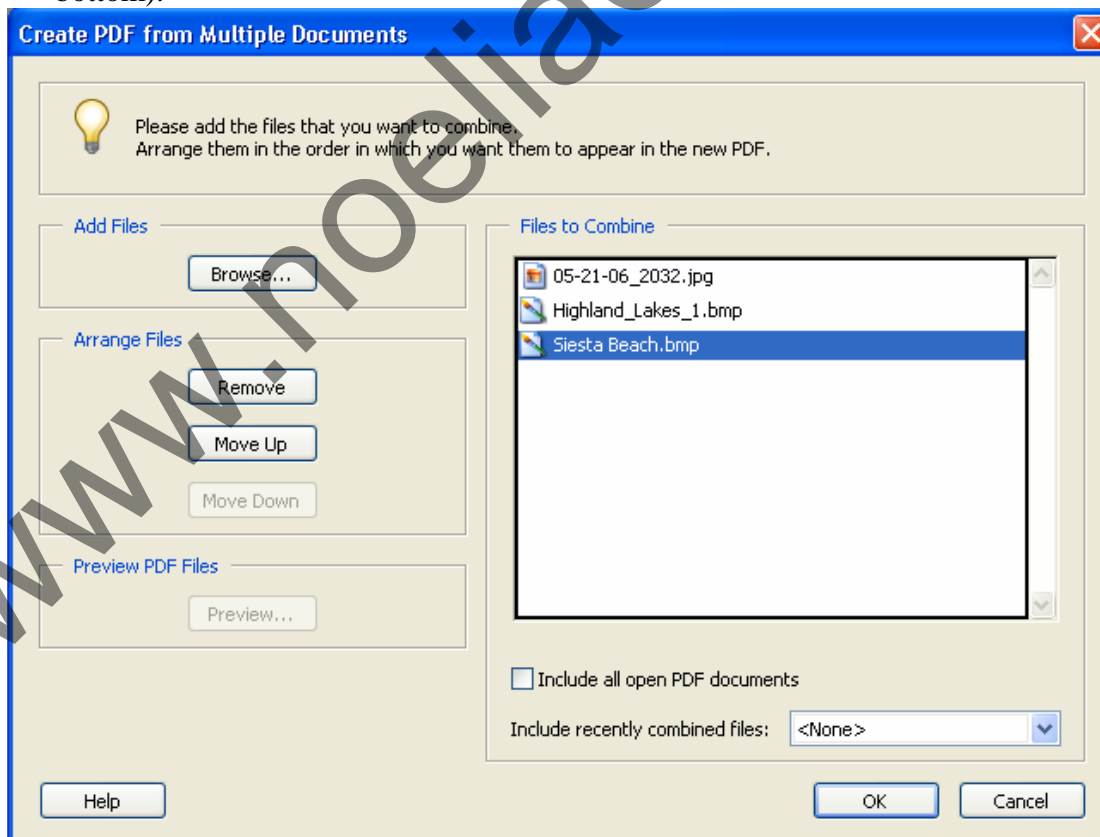 bottom).
Create PDF from Multiple Documents
Please add the files that you want to combine.
Arrange them in the order in which you want them to appear in the new PDF.
Add Files
Browse...
Arrange Files
Remove
Move Up
Move Down
Preview PDF Files
Preview...
Files to Combine
05-21-06_2032.jpg
Highland_Lakes_1.bmp
Siesta Beach.bmp
Include all open PDF documents
Include recently combined files: <None>
Help
OK
Cancel
www.noelia